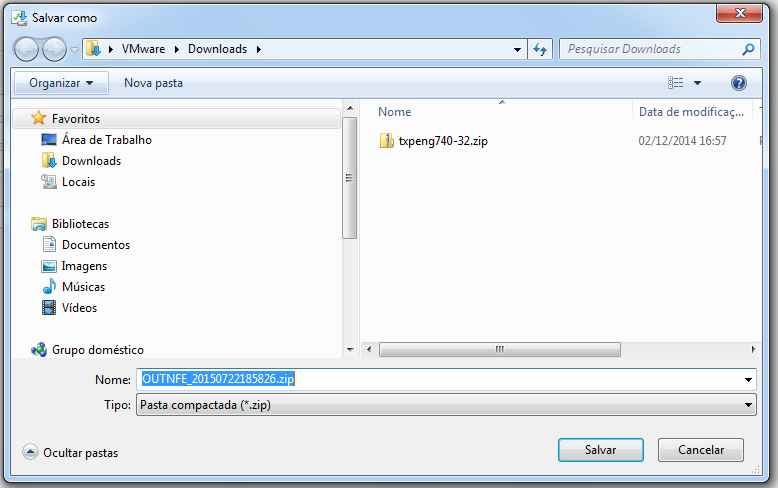 Salvar como
VMware Downloads
Pesquisar Downloads
Organizar Nova pasta
Favoritos
Área de Trabalho
Downloads
Locais
Bibliotecas
Documentos
Imagens
Músicas
Vídeos
Grupo doméstico
Nome Data de modificaç...
txpeng740-32.zip 02/12/2014 16:57
Nome: OUTNFE_20150722185826.zip
Tipo: Pasta compactada (*.zip)
Ocultar pastas Salvar Cancelar